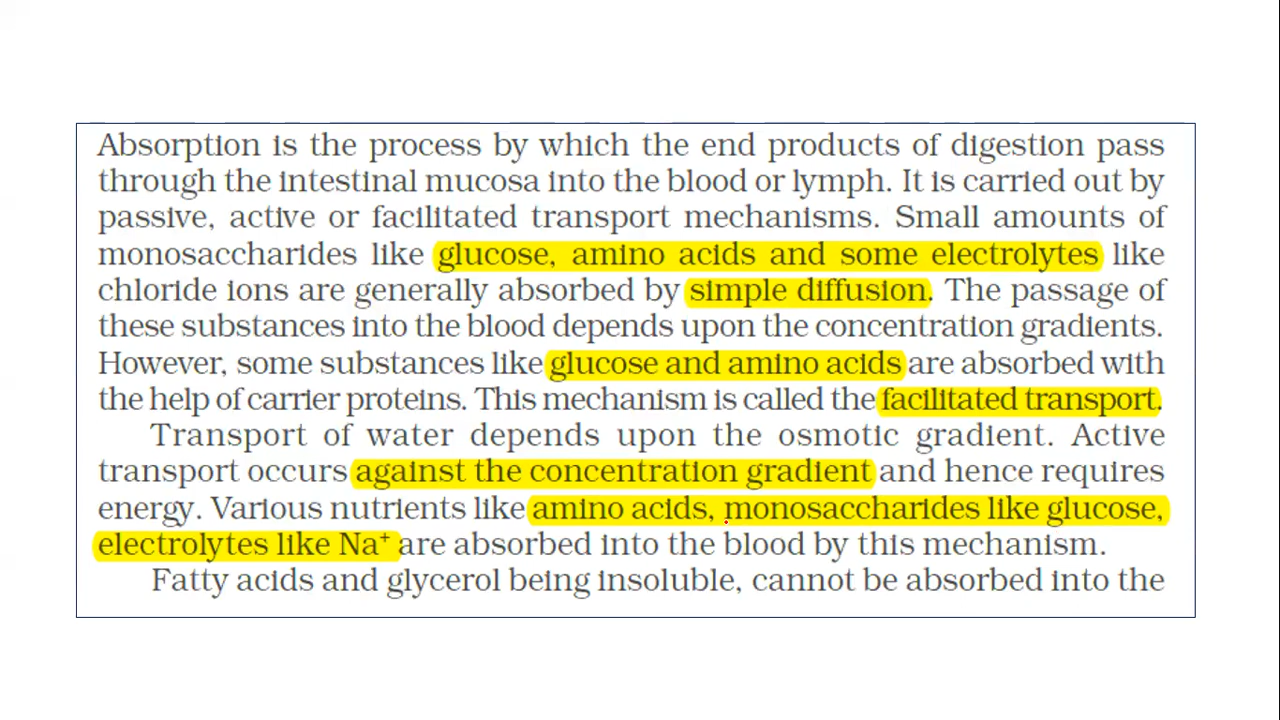 Absorption is the process by which the end products of digestion pass
through the intestinal mucosa into the blood or lymph. It is carried out by
passive, active or facilitated transport mechanisms. Small amounts of
monosaccharides like glucose, amino acids and some electrolytes like
chloride ions are generally absorbed by simple diffusion. The passage of
these substances into the blood depends upon the concentration gradients.
However, some substances like glucose and amino acids are absorbed with
the help of carrier proteins. This mechanism is called the facilitated transport.
Transport of water depends upon the osmotic gradient. Active
transport occurs against the concentration gradient and hence requires
energy. Various nutrients like amino acids, monosaccharides like glucose,
electrolytes like Na⁺ are absorbed into the blood by this mechanism.
Fatty acids and glycerol being insoluble, cannot be absorbed into the